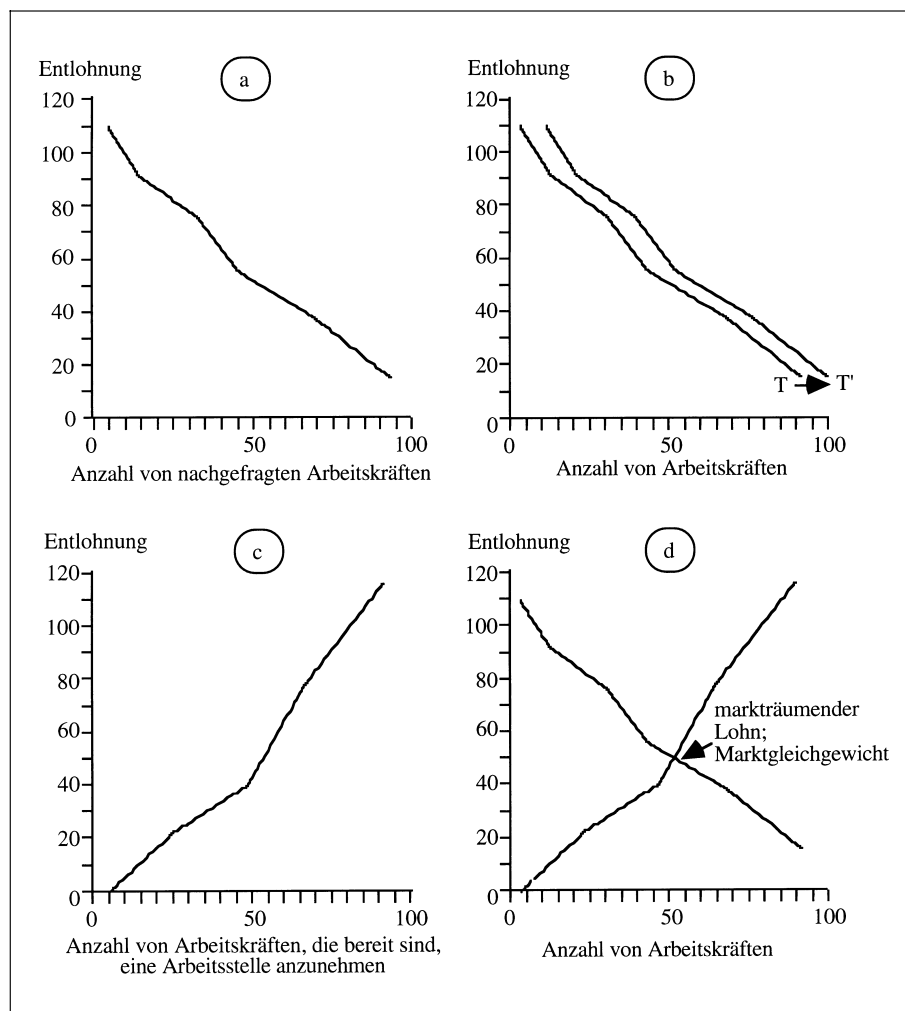 Entlohnung
a
120
100
80
60
40
20
0
0 50 100
Anzahl von nachgefragten Arbeitskräften
Entlohnung
b
120
100
80
60
40
20
0
T T'
0 50 100
Anzahl von Arbeitskräften
Entlohnung
c
120
100
80
60
40
20
0
0 50 100
Anzahl von Arbeitskräften, die bereit sind,
eine Arbeitsstelle anzunehmen
Entlohnung
d
120
100
80
60
40
20
0
markträumender
Lohn;
Marktgleichgewicht
0 50 100
Anzahl von Arbeitskräften